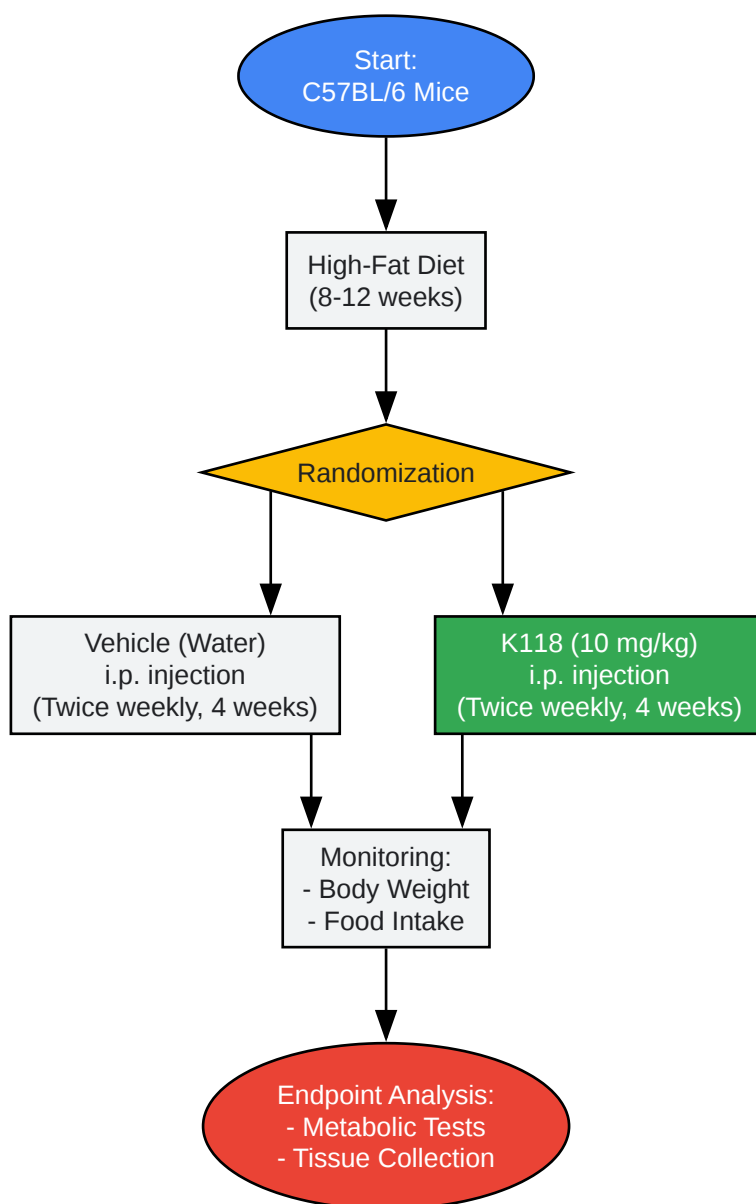 Start:
C57BL/6 Mice
High-Fat Diet
(8-12 weeks)
Randomization
Vehicle (Water)
i.p. injection
(Twice weekly, 4 weeks)
K118 (10 mg/kg)
i.p. injection
(Twice weekly, 4 weeks)
Monitoring:
- Body Weight
- Food Intake
Endpoint Analysis:
- Metabolic Tests
- Tissue Collection